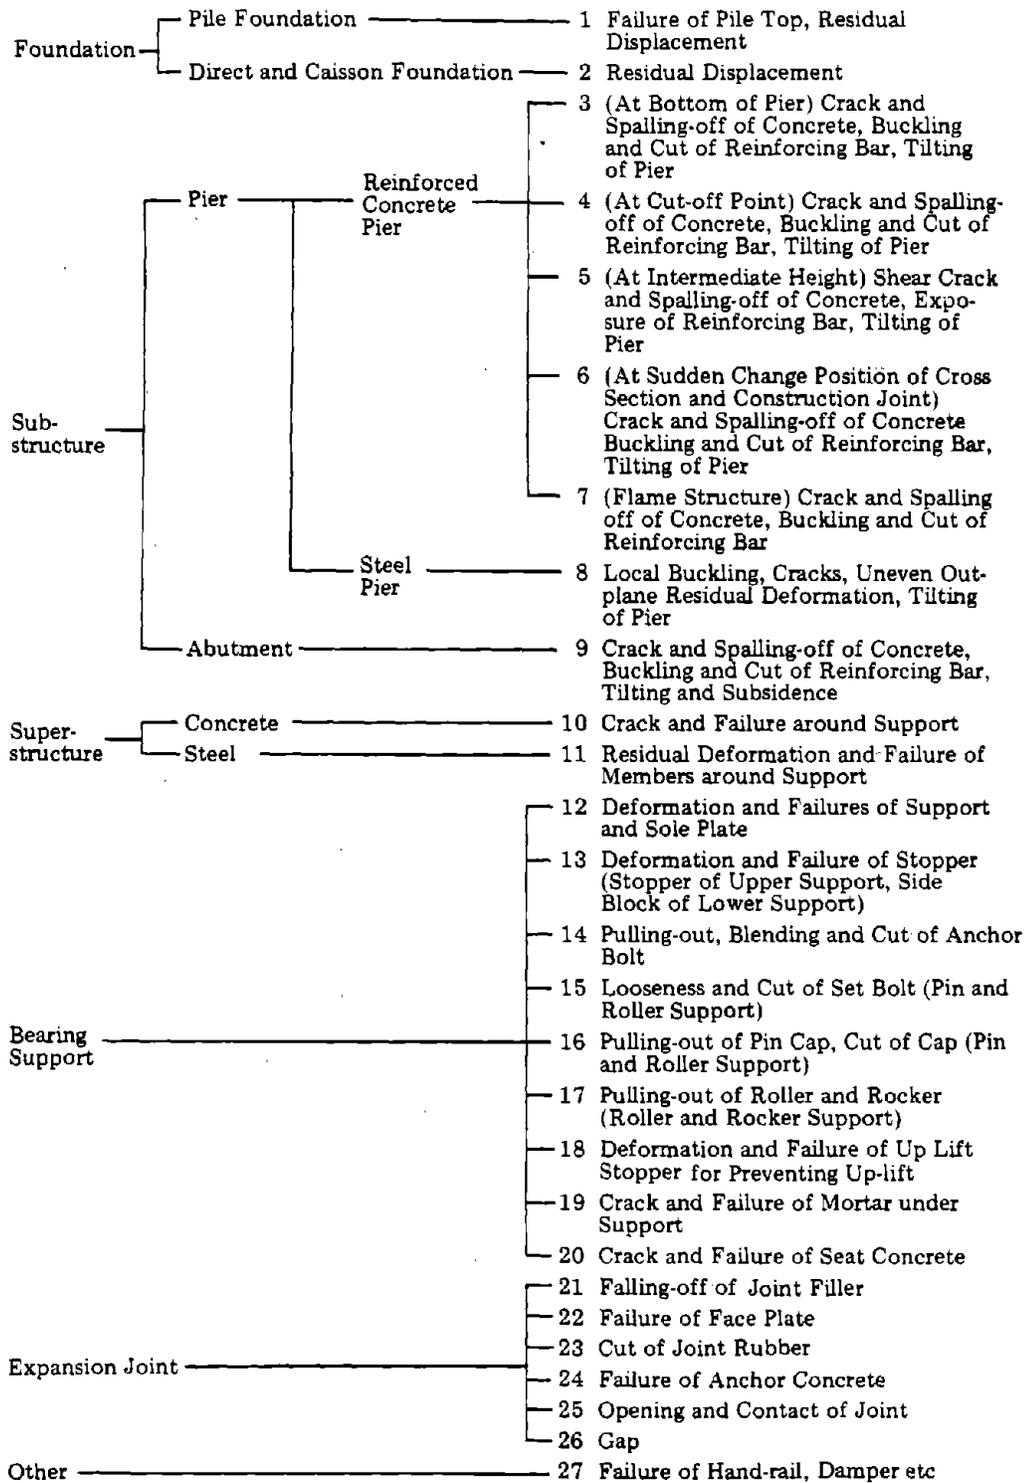 Foundation
Pile Foundation
1 Failure of Pile Top, Residual
Displacement
Direct and Caisson Foundation
2 Residual Displacement
Sub-
structure
Pier
Reinforced
Concrete
Pier
3 (At Bottom of Pier) Crack and
Spalling-off of Concrete, Buckling
and Cut of Reinforcing Bar, Tilting
of Pier
4 (At Cut-off Point) Crack and Spalling-
off of Concrete, Buckling and Cut of
Reinforcing Bar, Tilting of Pier
5 (At Intermediate Height) Shear Crack
and Spalling-off of Concrete, Expo-
sure of Reinforcing Bar, Tilting of
Pier
6 (At Sudden Change Position of Cross
Section and Construction Joint)
Crack and Spalling-off of Concrete
Buckling and Cut of Reinforcing Bar,
Tilting of Pier
7 (Flame Structure) Crack and Spalling
off of Concrete, Buckling and Cut of
Reinforcing Bar
Steel
Pier
8 Local Buckling, Cracks, Uneven Out-
plane Residual Deformation, Tilting
of Pier
Abutment
9 Crack and Spalling-off of Concrete,
Buckling and Cut of Reinforcing Bar,
Tilting and Subsidence
Super-
structure
Concrete
10 Crack and Failure around Support
Steel
11 Residual Deformation and Failure of
Members around Support
Bearing
Support
12 Deformation and Failures of Support
and Sole Plate
13 Deformation and Failure of Stopper
(Stopper of Upper Support, Side
Block of Lower Support)
14 Pulling-out, Blending and Cut of Anchor
Bolt
15 Looseness and Cut of Set Bolt (Pin and
Roller Support)
16 Pulling-out of Pin Cap, Cut of Cap (Pin
and Roller Support)
17 Pulling-out of Roller and Rocker
(Roller and Rocker Support)
18 Deformation and Failure of Up Lift
Stopper for Preventing Up-lift
19 Crack and Failure of Mortar under
Support
20 Crack and Failure of Seat Concrete
Expansion Joint
21 Falling-off of Joint Filler
22 Failure of Face Plate
23 Cut of Joint Rubber
24 Failure of Anchor Concrete
25 Opening and Contact of Joint
26 Gap
Other
27 Failure of Hand-rail, Damper etc